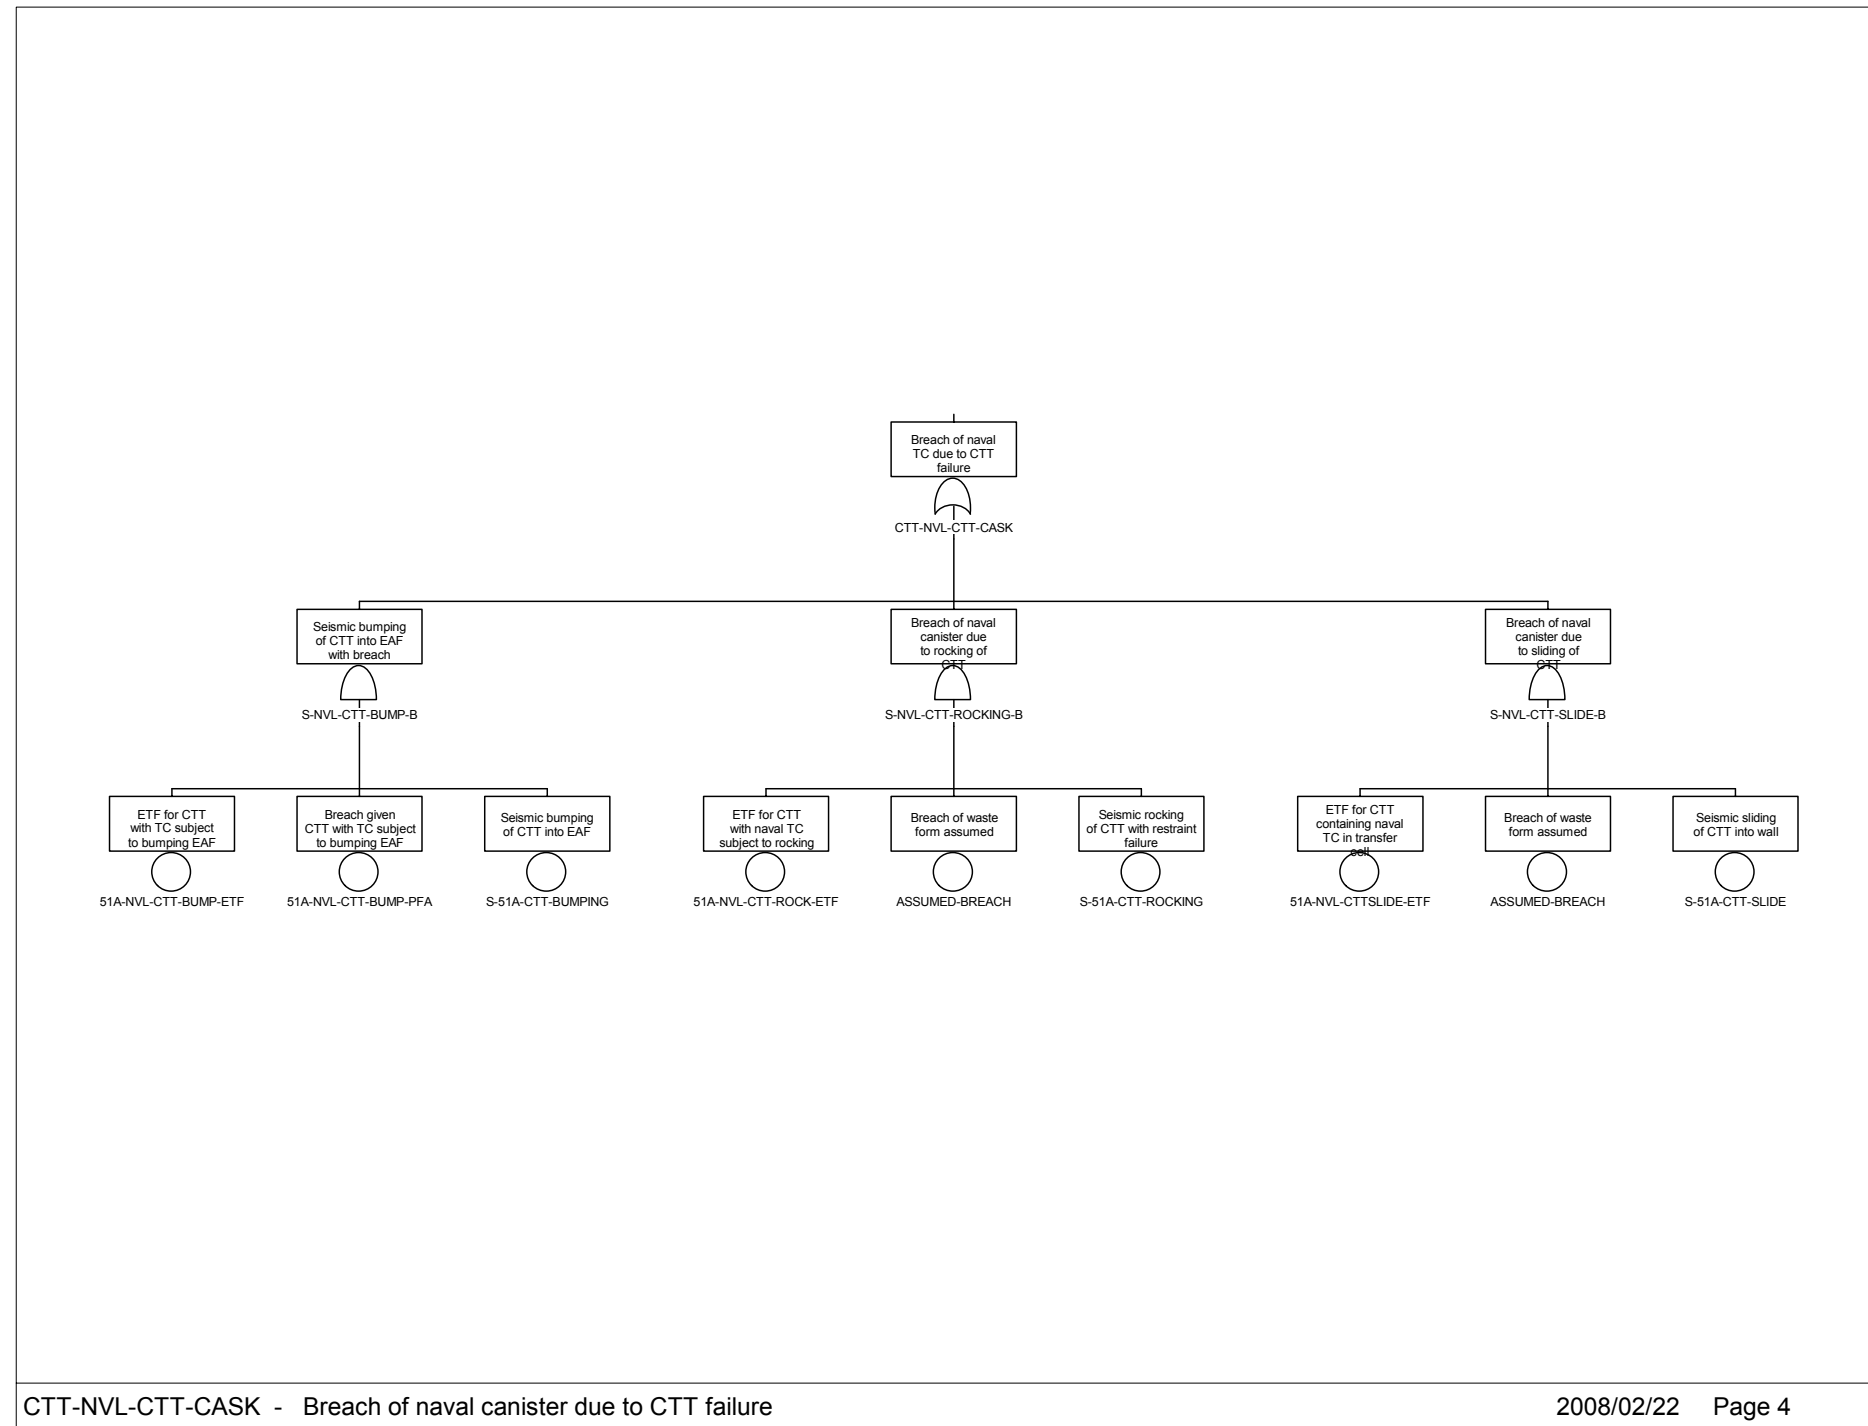 Breach of naval
TC due to CTT
failure
CTT-NVL-CTT-CASK
Seismic bumping
of CTT into EAF
with breach
S-NVL-CTT-BUMP-B
Breach of naval
canister due
to rocking of
CTT
S-NVL-CTT-ROCKING-B
Breach of naval
canister due
to sliding of
CTT
S-NVL-CTT-SLIDE-B
ETF for CTT
with TC subject
to bumping EAF
51A-NVL-CTT-BUMP-ETF
Breach given
CTT with TC subject
to bumping EAF
51A-NVL-CTT-BUMP-PFA
Seismic bumping
of CTT into EAF
S-51A-CTT-BUMPING
ETF for CTT
with naval TC
subject to rocking
51A-NVL-CTT-ROCK-ETF
Breach of waste
form assumed
ASSUMED-BREACH
Seismic rocking
of CTT with restraint
failure
S-51A-CTT-ROCKING
ETF for CTT
containing naval
TC in transfer
cell
51A-NVL-CTTSLIDE-ETF
Breach of waste
form assumed
ASSUMED-BREACH
Seismic sliding
of CTT into wall
S-51A-CTT-SLIDE
CTT-NVL-CTT-CASK - Breach of naval canister due to CTT failure
2008/02/22 Page 4